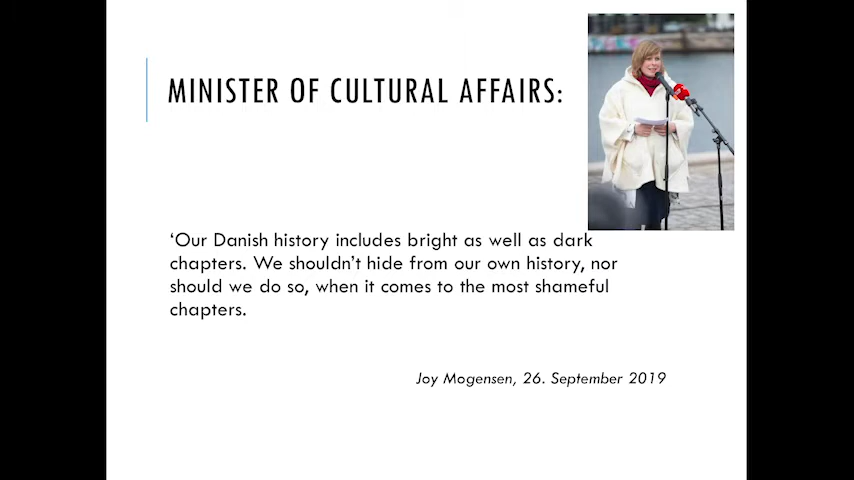 MINISTER OF CULTURAL AFFAIRS:
‘Our Danish history includes bright as well as dark
chapters. We shouldn’t hide from our own history, nor
should we do so, when it comes to the most shameful
chapters.
Joy Mogensen, 26. September 2019